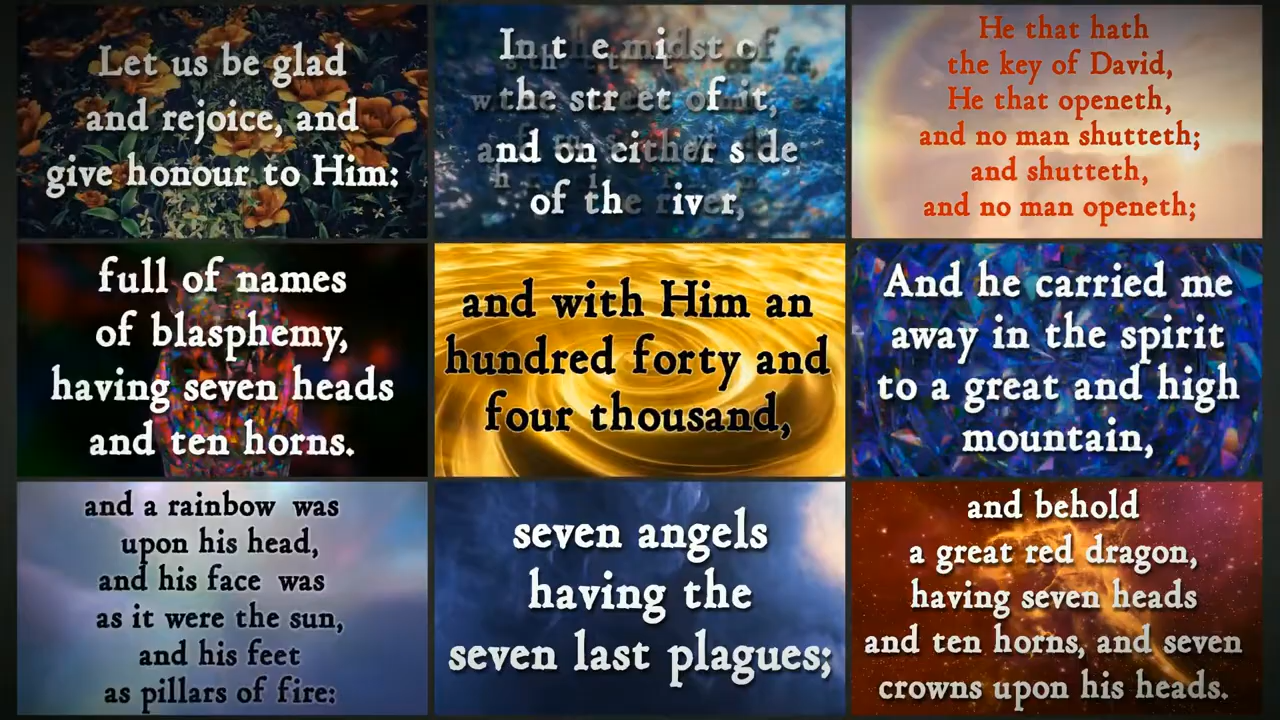 Let us be glad
and rejoice, and
give honour to Him:
In the midst of
the street of it,
and on either side
of the river,
He that hath
the key of David,
He that openeth,
and no man shutteth;
and shutteth,
and no man openeth;
full of names
of blasphemy,
having seven heads
and ten horns.
and with Him an
hundred forty and
four thousand,
And he carried me
away in the spirit
to a great and high
mountain,
and a rainbow was
upon his head,
and his face was
as it were the sun,
and his feet
as pillars of fire:
seven angels
having the
seven last plagues;
and behold
a great red dragon,
having seven heads
and ten horns, and seven
crowns upon his heads.